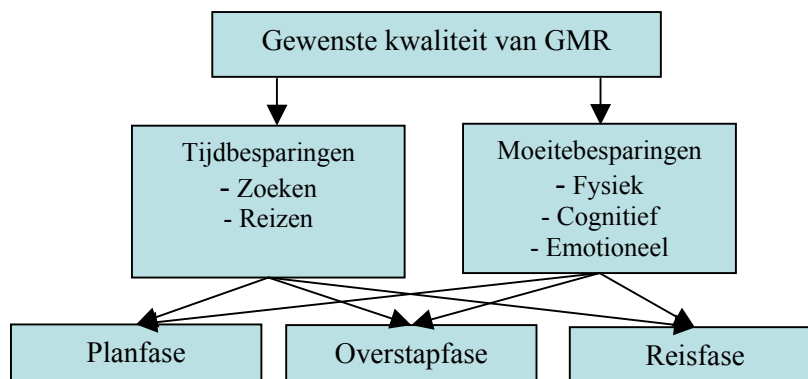 Gewenste kwaliteit van GMR
Tijdbesparingen
- Zoeken
- Reizen
Moeitebesparingen
- Fysiek
- Cognitief
- Emotioneel
Planfase
Overstapfase
Reisfase